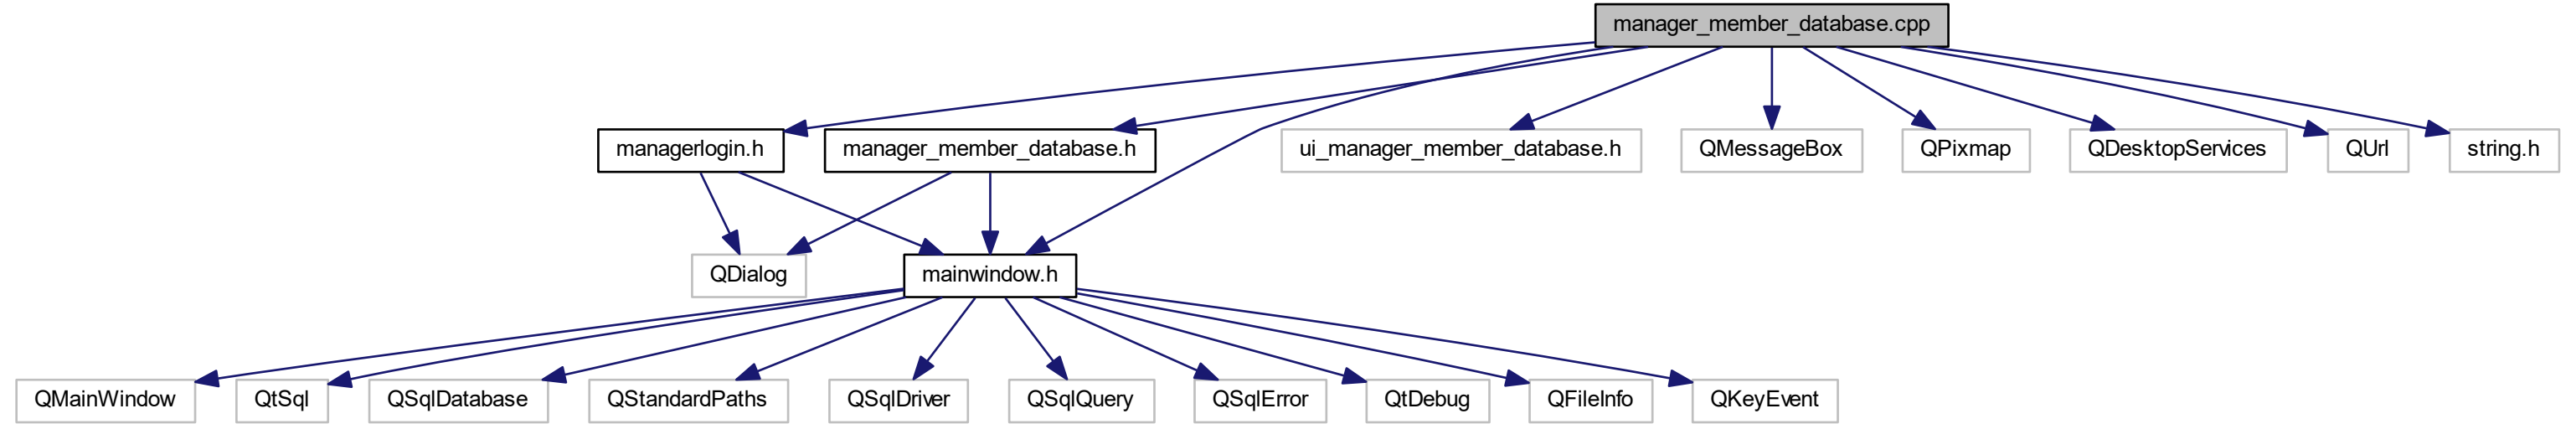 manager_member_database.cpp
managerlogin.h
manager_member_database.h
ui_manager_member_database.h
QMessageBox
QPixmap
QDesktopServices
QUrl
string.h
QDialog
mainwindow.h
QMainWindow
QtSql
QSqlDatabase
QStandardPaths
QSqlDriver
QSqlQuery
QSqlError
QtDebug
QFileInfo
QKeyEvent